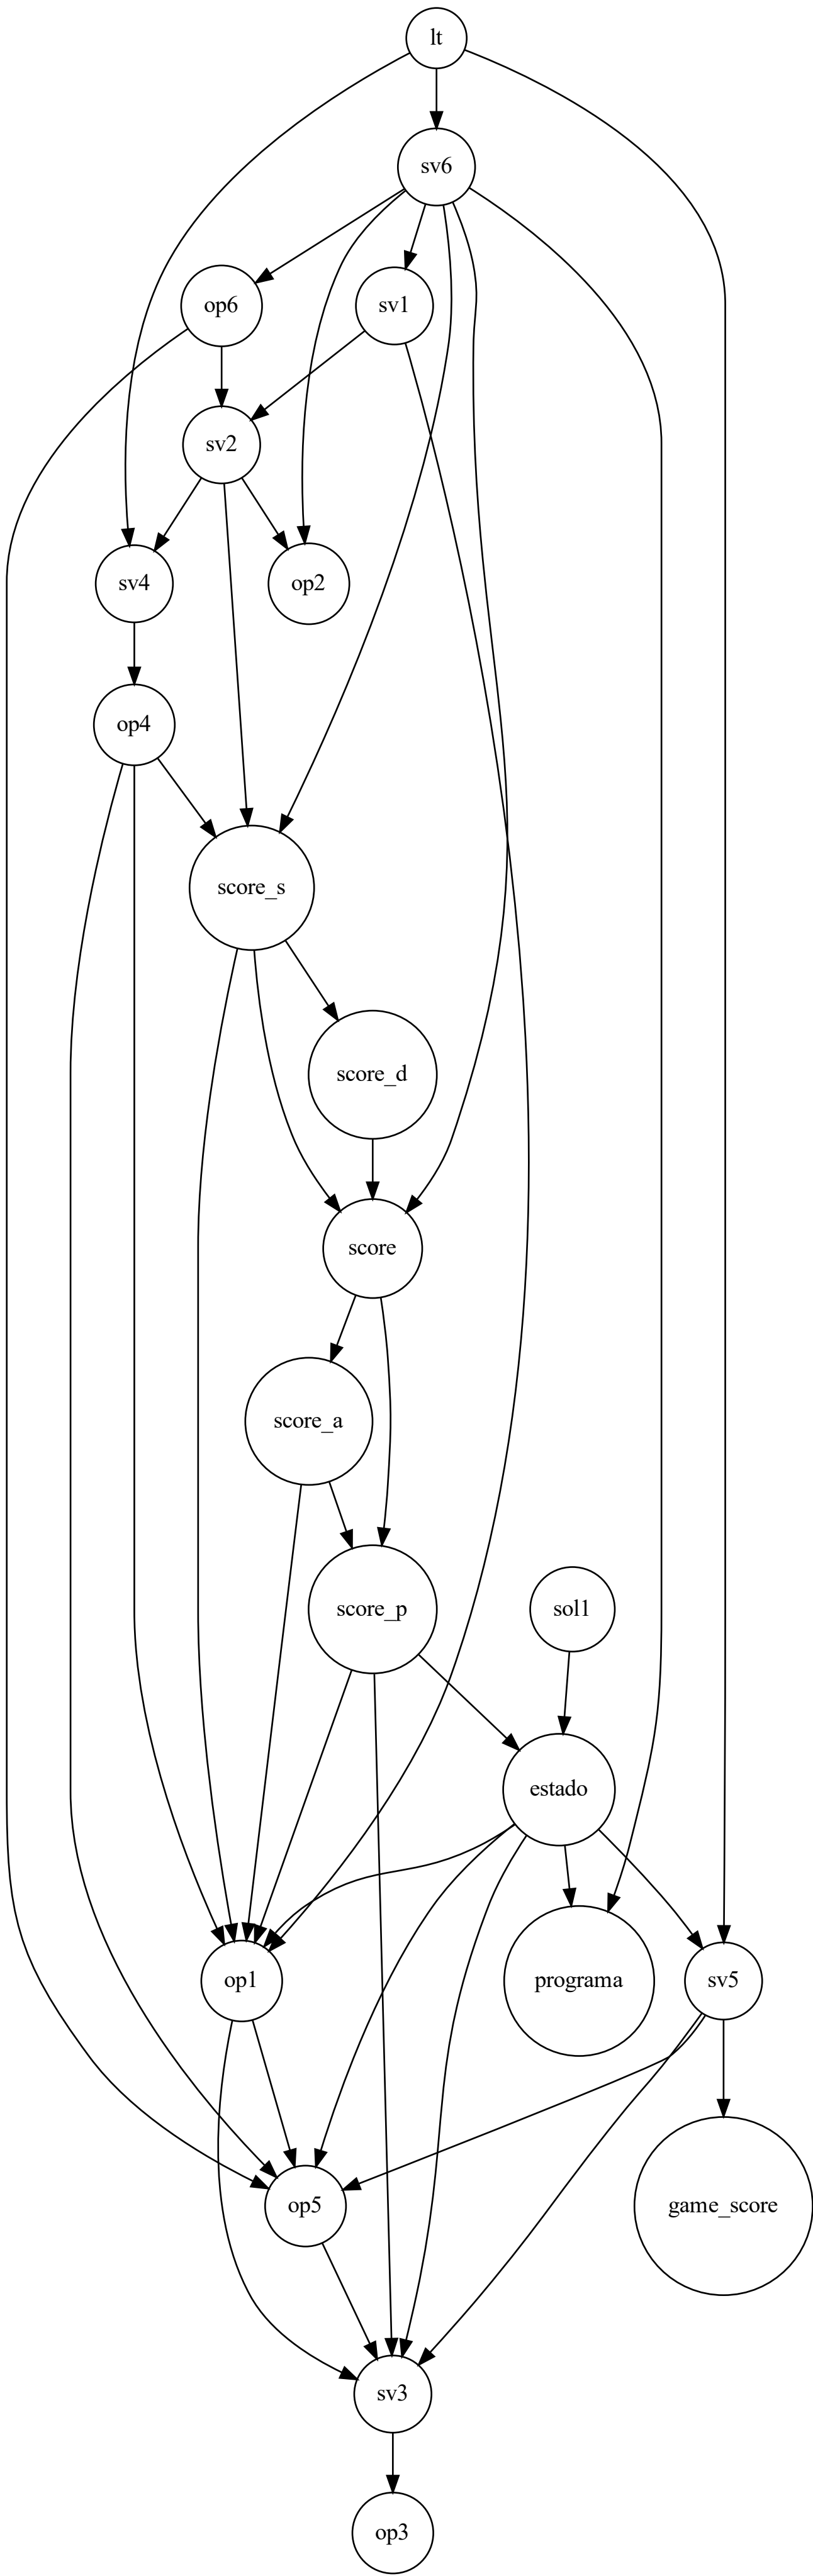 lt
sv6
op6
sv1
sv2
sv4
op2
op4
score_s
score_d
score
score_a
score_p
sol1
estado
op1
programa
sv5
op5
game_score
sv3
op3